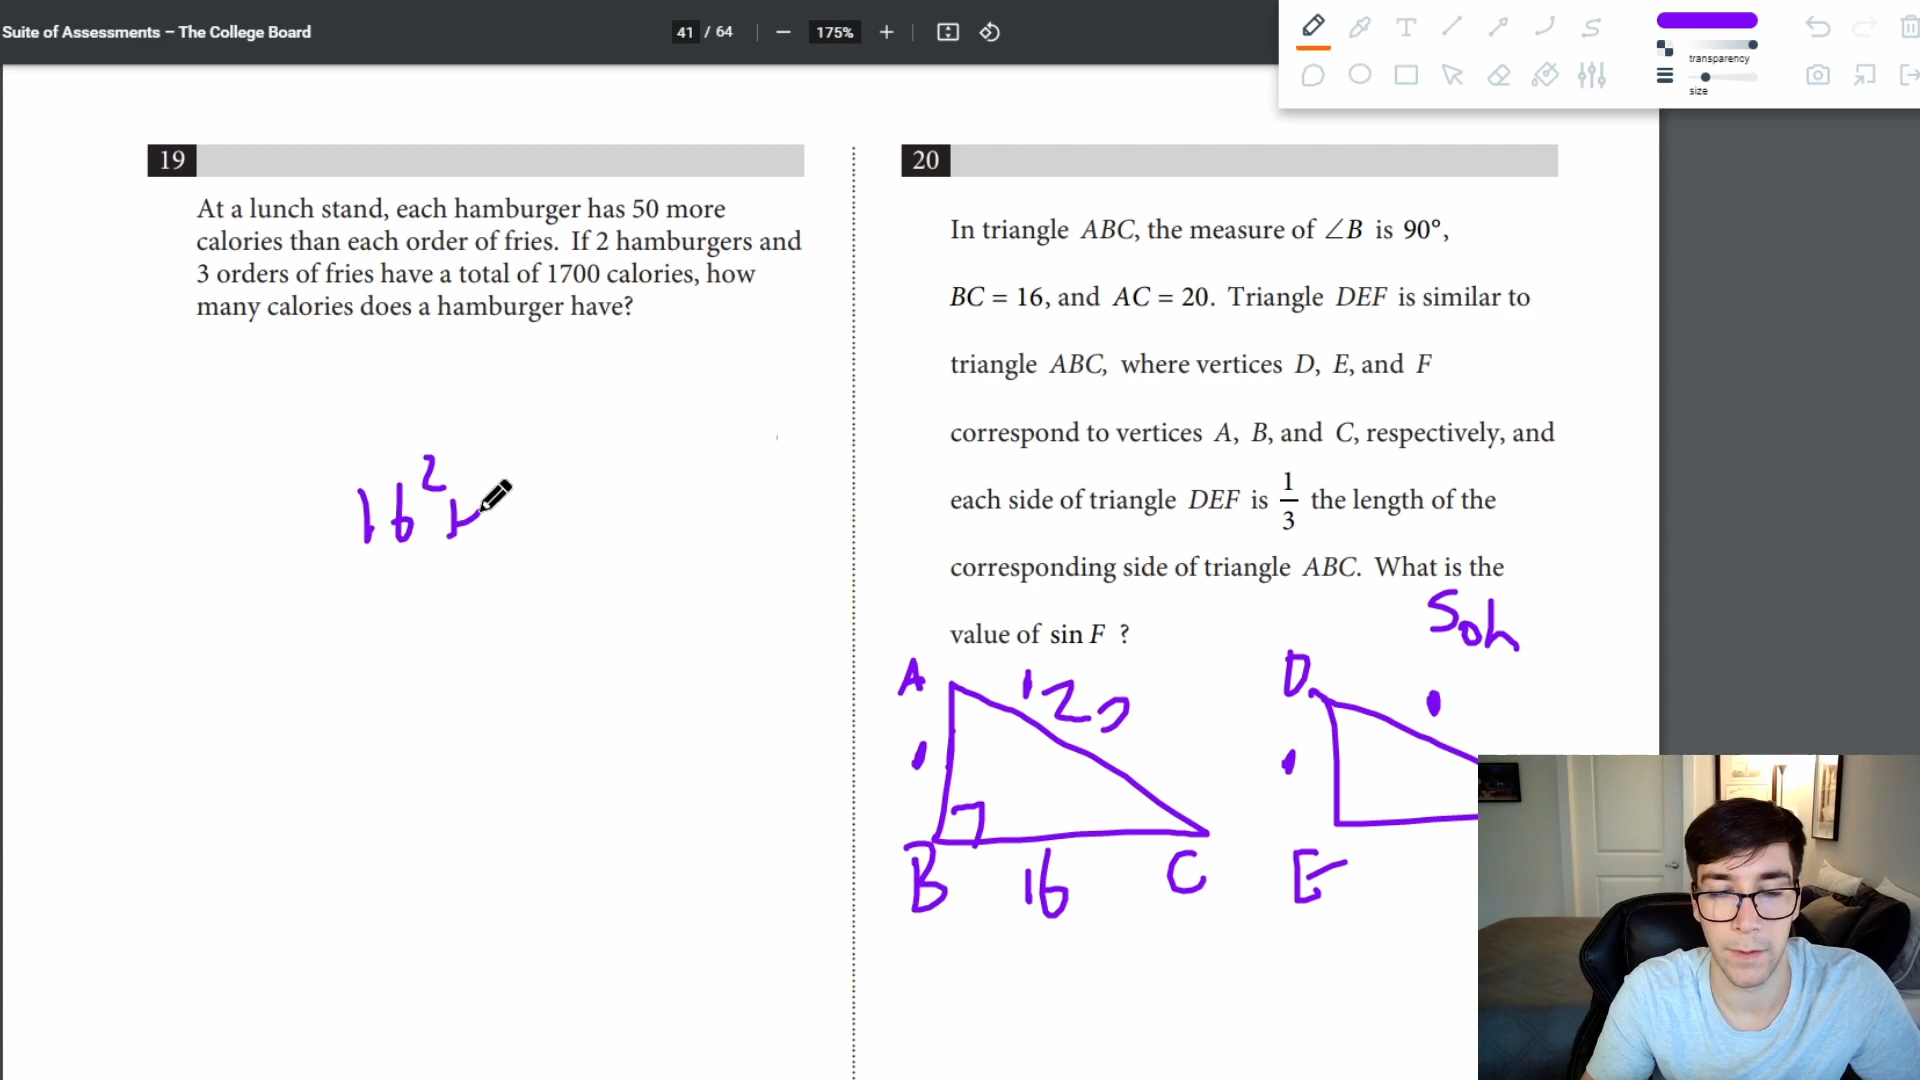 Suite of Assessments – The College Board
41 / 64
175%
transparency
size
19
At a lunch stand, each hamburger has 50 more
calories than each order of fries. If 2 hamburgers and
3 orders of fries have a total of 1700 calories, how
many calories does a hamburger have?
16²
20
In triangle ABC, the measure of ∠B is 90°,
BC = 16, and AC = 20. Triangle DEF is similar to
triangle ABC, where vertices D, E, and F
correspond to vertices A, B, and C, respectively, and
each side of triangle DEF is 1/3 the length of the
corresponding side of triangle ABC. What is the
value of sin F ?
Soh
A
20
D
B
16
C
E